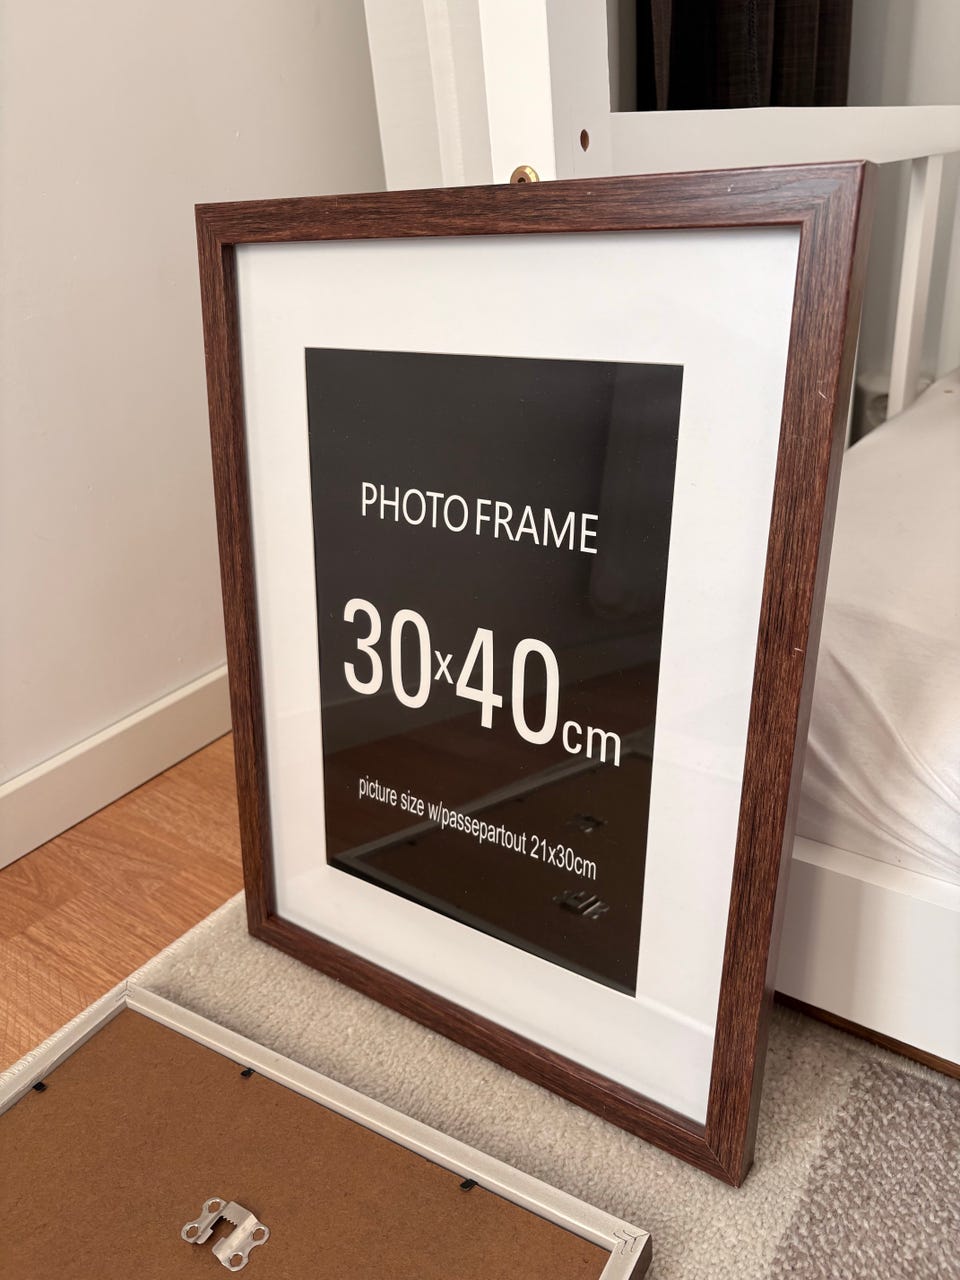 PHOTO FRAME
30x40cm
picture size w/passepartout 21x30cm